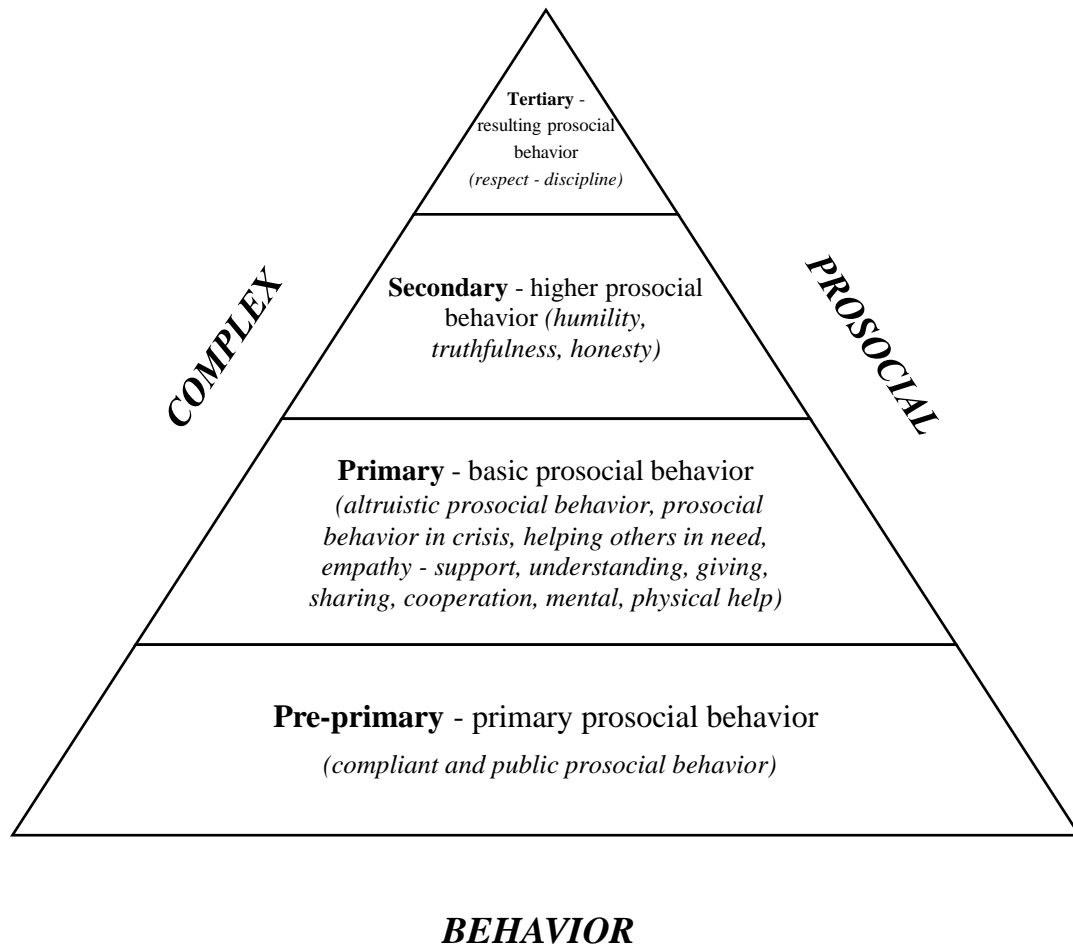 Tertiary -
resulting prosocial
behavior
(respect - discipline)
COMPLEX
PROSOCIAL
Secondary - higher prosocial
behavior (humility,
truthfulness, honesty)
Primary - basic prosocial behavior
(altruistic prosocial behavior, prosocial
behavior in crisis, helping others in need,
empathy - support, understanding, giving,
sharing, cooperation, mental, physical help)
Pre-primary - primary prosocial behavior
(compliant and public prosocial behavior)
BEHAVIOR